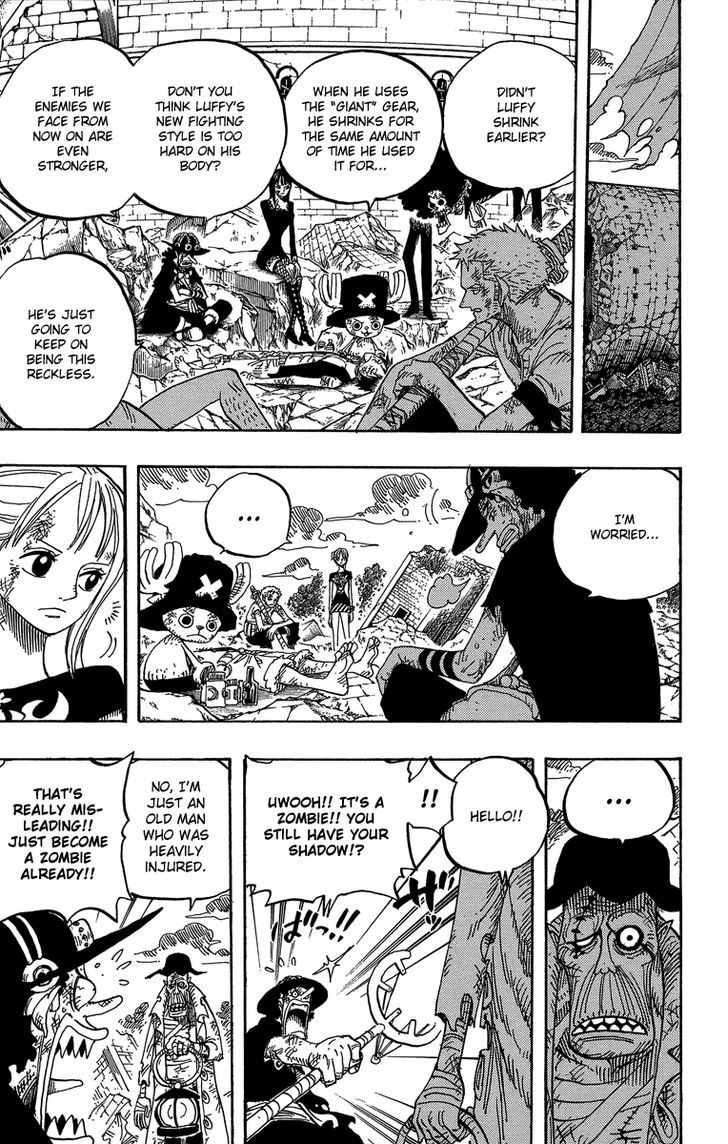 DIDN'T
LUFFY
SHRINK
EARLIER?
WHEN HE USES
THE "GIANT" GEAR,
HE SHRINKS FOR
THE SAME AMOUNT
OF TIME HE USED
IT FOR...
DON'T YOU
THINK LUFFY'S
NEW FIGHTING
STYLE IS TOO
HARD ON HIS
BODY?
IF THE
ENEMIES WE
FACE FROM
NOW ON ARE
EVEN
STRONGER,
HE'S JUST
GOING TO
KEEP ON
BEING THIS
RECKLESS.
I'M
WORRIED...
...
...
HELLO!!
!!
ばっ!!
UWOOH!! IT'S A
ZOMBIE!! YOU
STILL HAVE YOUR
SHADOW!?
NO, I'M
JUST AN
OLD MAN
WHO WAS
HEAVILY
INJURED.
THAT'S
REALLY MIS-
LEADING!!
JUST BECOME
A ZOMBIE
ALREADY!!